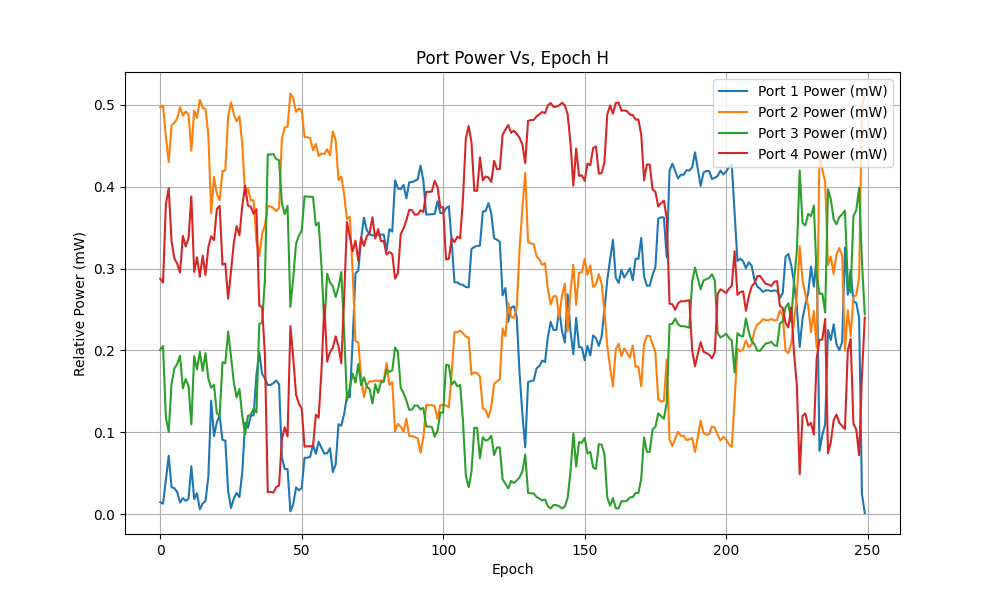 Port Power Vs, Epoch H
Port 1 Power (mW)
Port 2 Power (mW)
Port 3 Power (mW)
Port 4 Power (mW)
Relative Power (mW)
0.5
0.4
0.3
0.2
0.1
0.0
0 50 100 150 200 250
Epoch